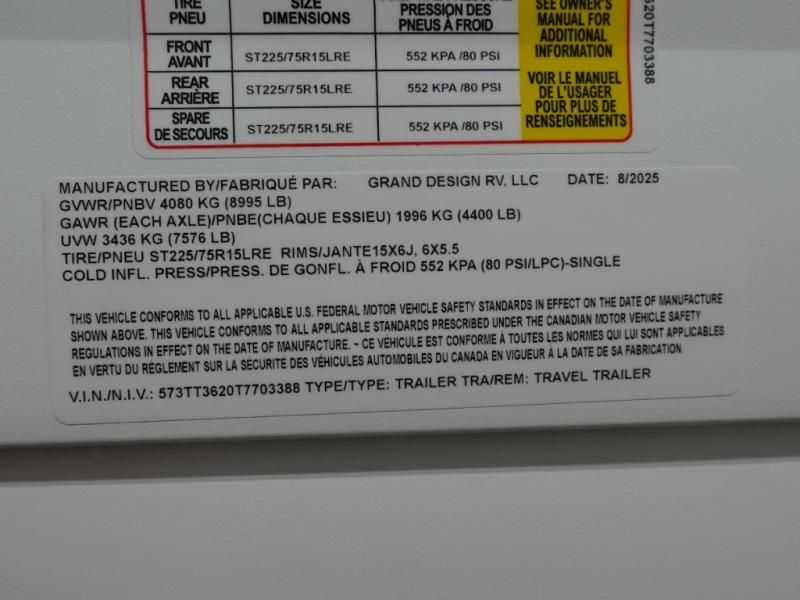 TIRE SIZE PRESSION DES SEE OWNER'S
PNEU DIMENSIONS PNEUS À FROID MANUAL FOR
ADDITIONAL
INFORMATION
FRONT
AVANT ST225/75R15LRE 552 KPA /80 PSI
REAR
ARRIÈRE ST225/75R15LRE 552 KPA /80 PSI
SPARE
DE SECOURS ST225/75R15LRE 552 KPA /80 PSI
VOIR LE MANUEL
DE L'USAGER
POUR PLUS DE
RENSEIGNEMENTS
620T7703388
MANUFACTURED BY/FABRIQUÉ PAR: GRAND DESIGN RV, LLC DATE: 8/2025
GVWR/PNBV 4080 KG (8995 LB)
GAWR (EACH AXLE)/PNBE(CHAQUE ESSIEU) 1996 KG (4400 LB)
UVW 3436 KG (7576 LB)
TIRE/PNEU ST225/75R15LRE RIMS/JANTE15X6J, 6X5.5
COLD INFL. PRESS/PRESS. DE GONFL. À FROID 552 KPA (80 PSI/LPC)-SINGLE
THIS VEHICLE CONFORMS TO ALL APPLICABLE U.S. FEDERAL MOTOR VEHICLE SAFETY STANDARDS IN EFFECT ON THE DATE OF MANUFACTURE
SHOWN ABOVE. THIS VEHICLE CONFORMS TO ALL APPLICABLE STANDARDS PRESCRIBED UNDER THE CANADIAN MOTOR VEHICLE SAFETY
REGULATIONS IN EFFECT ON THE DATE OF MANUFACTURE. ~ CE VÉHICULE EST CONFORME À TOUTES LES NORMES QUI LUI SONT APPLICABLES
EN VERTU DU RÉGLEMENT SUR LA SECURITÉ DES VÉHICULES AUTOMOBILES DU CANADA EN VIGUEUR À LA DATE DE SA FABRICATION
V.I.N./N.I.V.: 573TT3620T7703388 TYPE/TYPE: TRAILER TRA/REM: TRAVEL TRAILER